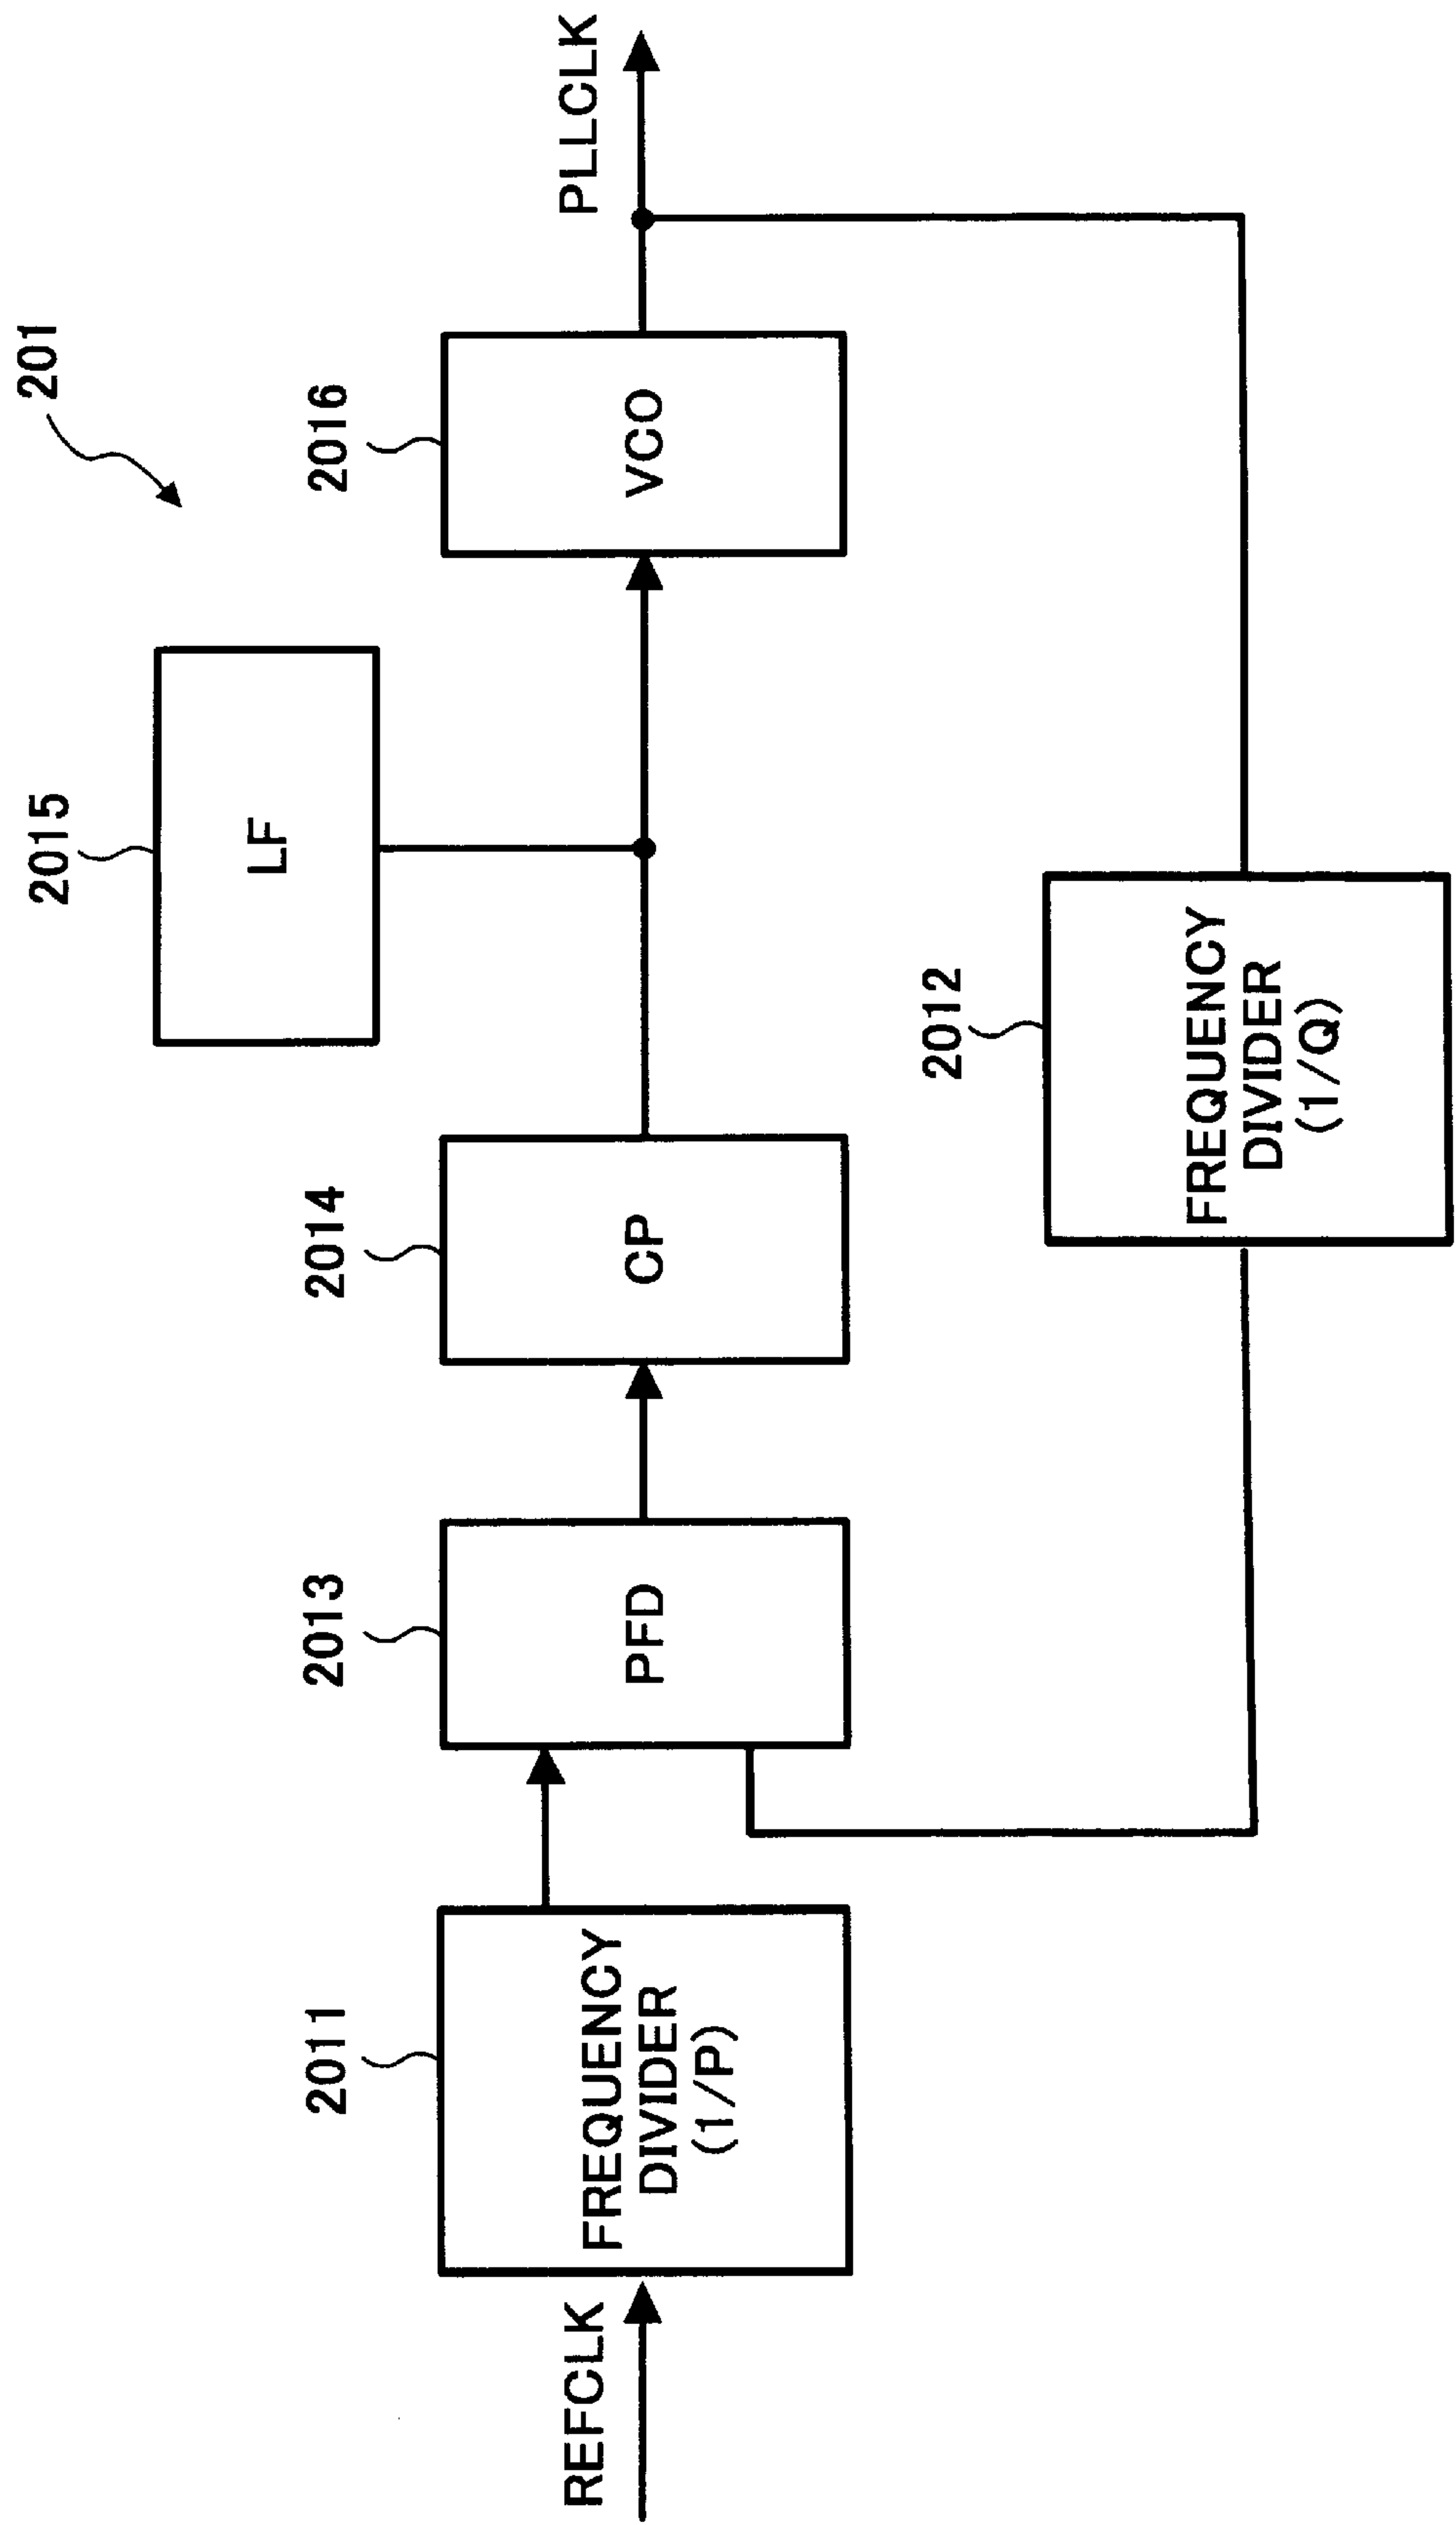 201
2015
LF
2011
2013
2014
2016
REFCLK
FREQUENCY
DIVIDER
(1/P)
PFD
CP
VCO
PLLCLK
2012
FREQUENCY
DIVIDER
(1/Q)